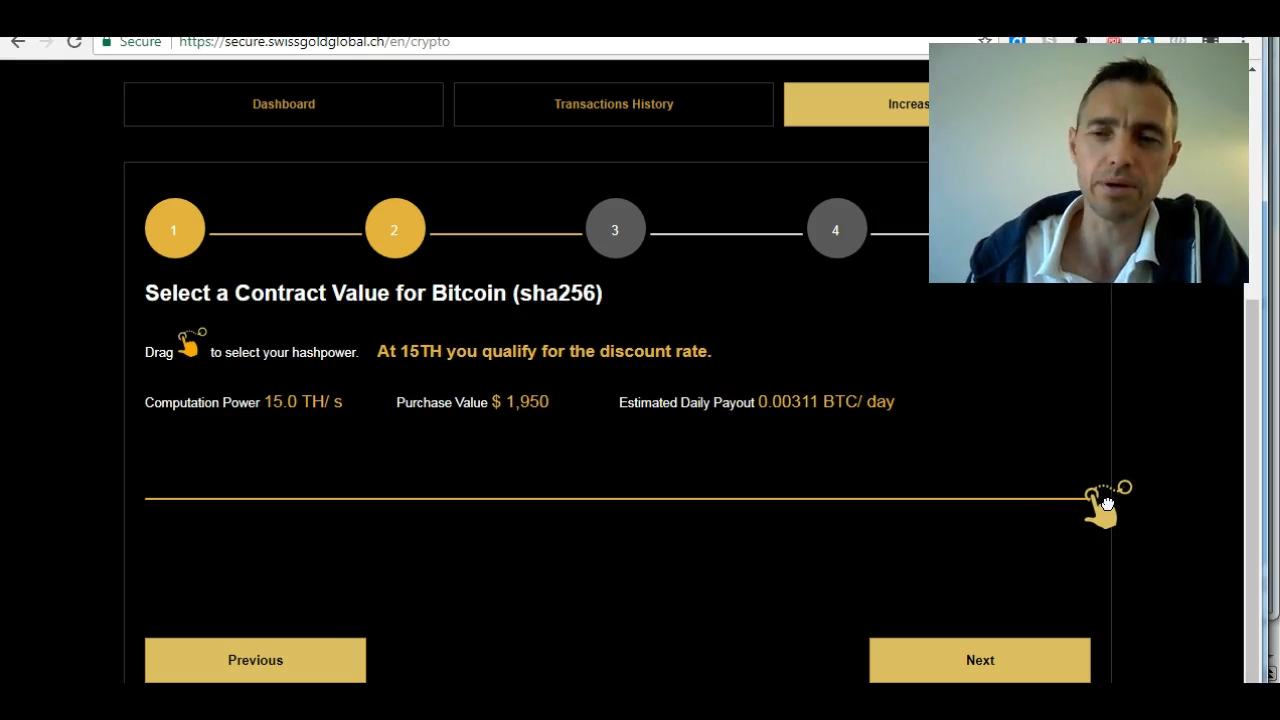 Secure https://secure.swissgoldglobal.ch/en/crypto
Dashboard Transactions History Increas
1 2 3 4
Select a Contract Value for Bitcoin (sha256)
Drag to select your hashpower. At 15TH you qualify for the discount rate.
Computation Power 15.0 TH/ s Purchase Value $ 1,950 Estimated Daily Payout 0.00311 BTC/ day
Previous Next